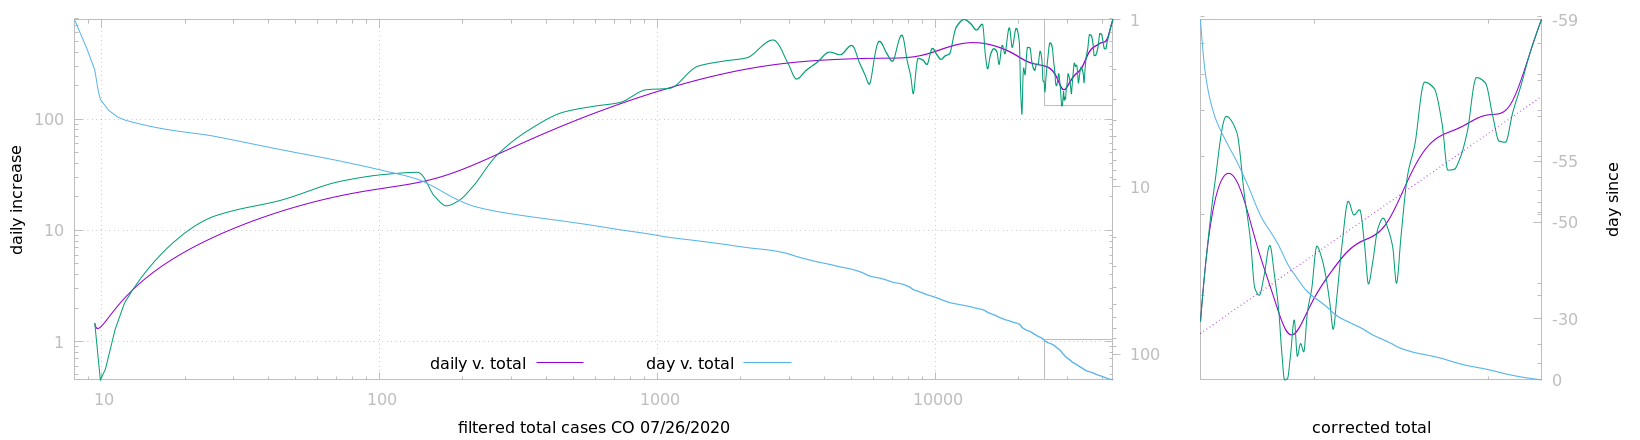 daily increase
100
10
1
10
100
1000
10000
filtered total cases CO 07/26/2020
daily v. total
day v. total
1
10
100
-59
-55
-50
-30
0
day since
corrected total